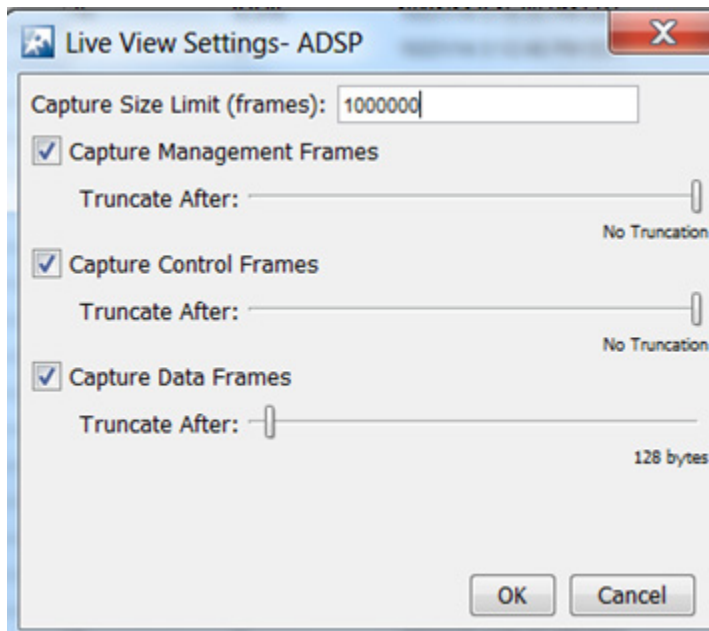 Live View Settings- ADSP
Capture Size Limit (frames): 1000000
Capture Management Frames
Truncate After:
No Truncation
Capture Control Frames
Truncate After:
No Truncation
Capture Data Frames
Truncate After:
128 bytes
OK Cancel